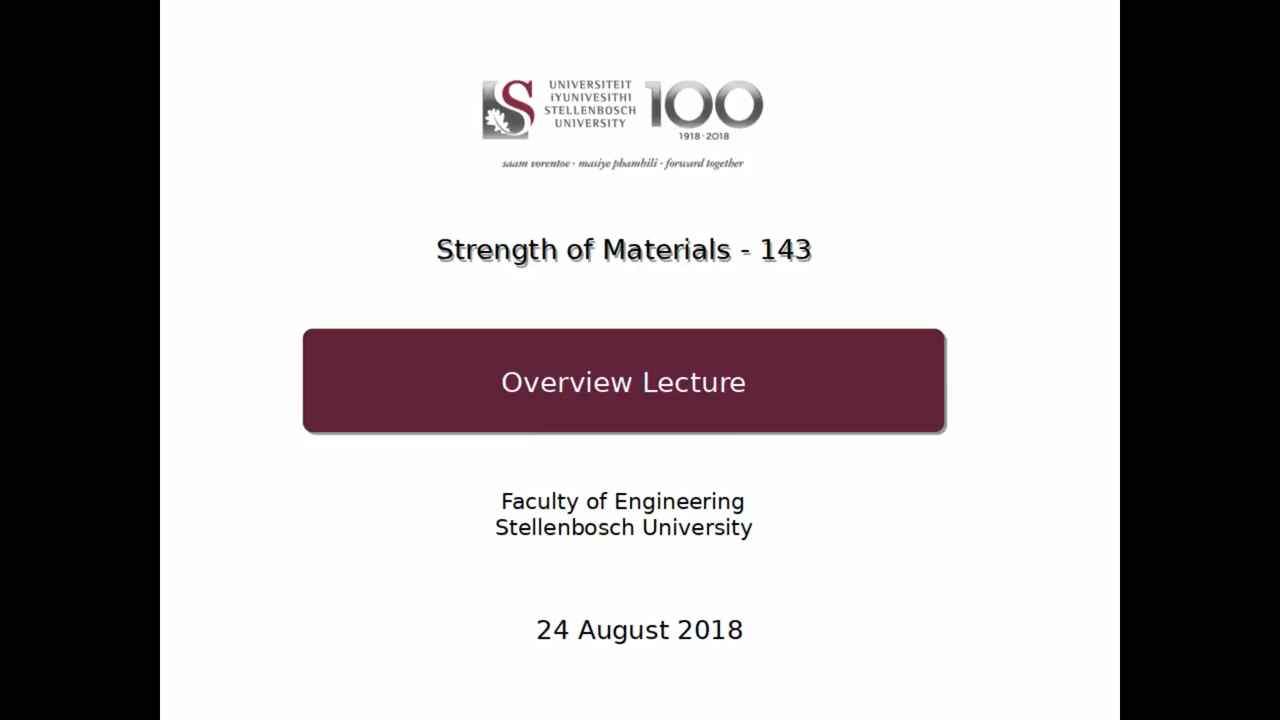 UNIVERSITEIT
iYUNIVESITHI
STELLENBOSCH
UNIVERSITY
100
1918·2018
saam vorentoe · masiye phambili · forward together
Strength of Materials - 143
Overview Lecture
Faculty of Engineering
Stellenbosch University
24 August 2018